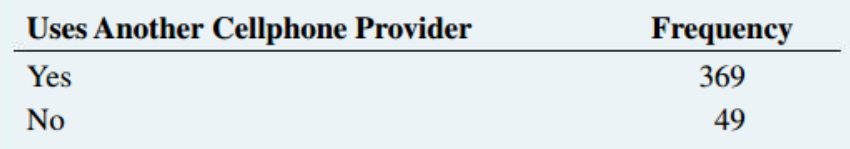 Uses Another Cellphone Provider Frequency
Yes 369
No 49